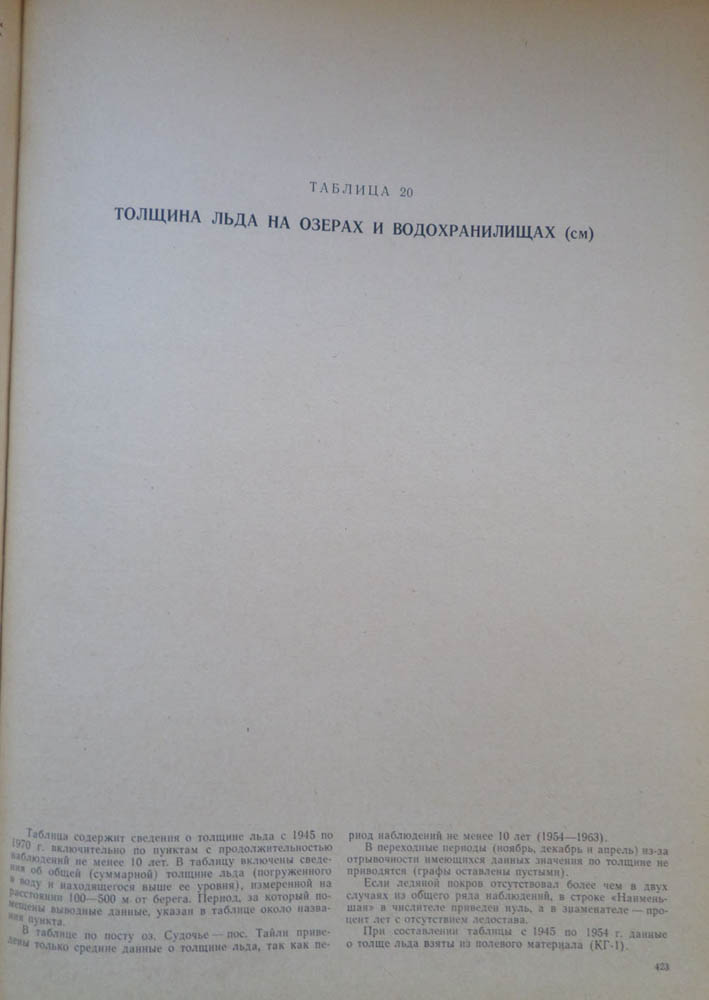 ТАБЛИЦА 20
ТОЛЩИНА ЛЬДА НА ОЗЕРАХ И ВОДОХРАНИЛИЩАХ (см)
Таблица содержит сведения о толщине льда с 1945 по
1970 г. включительно по пунктам с продолжительностью
наблюдений не менее 10 лет. В таблицу включены сведе-
ния об общей (суммарной) толщине льда (погруженного
в воду и находящегося выше ее уровня), измеренной на
расстоянии 100—500 м от берега. Период, за который по-
мещены выводные данные, указан в таблице около назва-
ния пункта.
В таблице по посту оз. Судочье — пос. Тайли приве-
дены только средние данные о толщине льда, так как пе-
риод наблюдений не менее 10 лет (1954—1963).
В переходные периоды (ноябрь, декабрь и апрель) из-за
отрывочности имеющихся данных значения по толщине не
приводятся (графы оставлены пустыми).
Если ледяной покров отсутствовал более чем в двух
случаях из общего ряда наблюдений, в строке «Наимень-
шая» в числителе приведен нуль, а в знаменателе — про-
цент лет с отсутствием ледостава.
При составлении таблицы с 1945 по 1954 г. данные
о толще льда взяты из полевого материала (КГ-1).
423